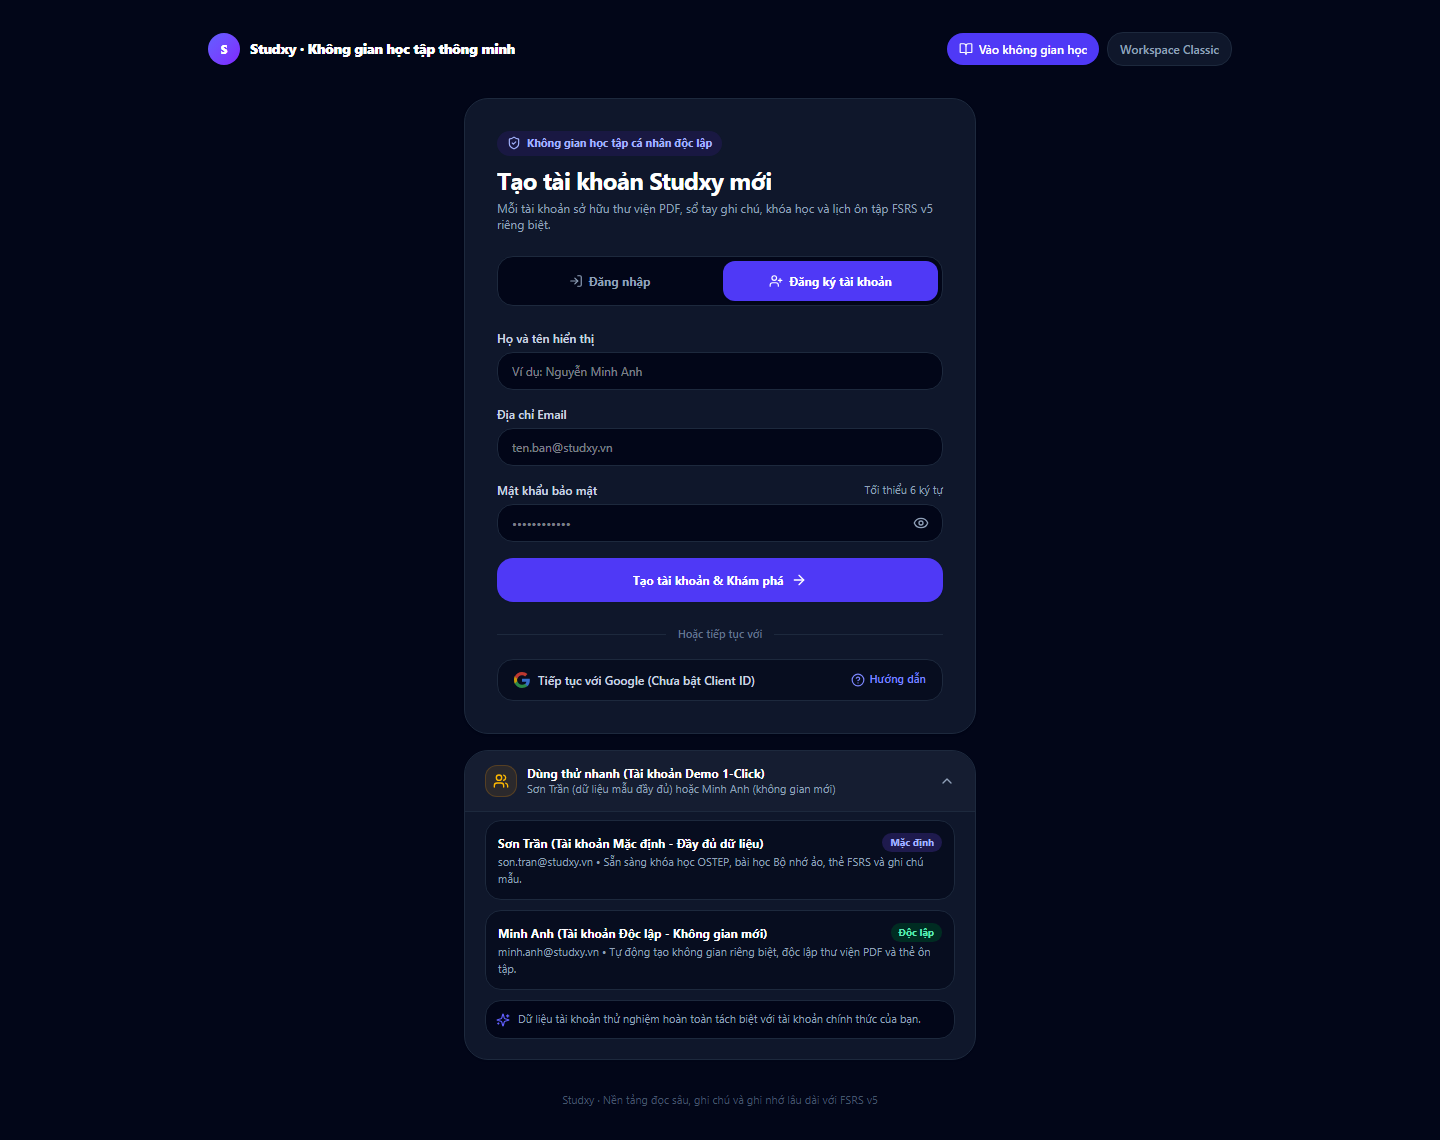 S
Studxy · Không gian học tập thông minh
Vào không gian học
Workspace Classic
Không gian học tập cá nhân độc lập
Tạo tài khoản Studxy mới
Mỗi tài khoản sở hữu thư viện PDF, sổ tay ghi chú, khóa học và lịch ôn tập FSRS v5
riêng biệt.
Đăng nhập
Đăng ký tài khoản
Họ và tên hiển thị
Ví dụ: Nguyễn Minh Anh
Địa chỉ Email
ten.ban@studxy.vn
Mật khẩu bảo mật
Tối thiểu 6 ký tự
••••••••••••
Tạo tài khoản & Khám phá
Hoặc tiếp tục với
Tiếp tục với Google (Chưa bật Client ID)
Hướng dẫn
Dùng thử nhanh (Tài khoản Demo 1-Click)
Sơn Trần (dữ liệu mẫu đầy đủ) hoặc Minh Anh (không gian mới)
Sơn Trần (Tài khoản Mặc định - Đầy đủ dữ liệu)
Mặc định
son.tran@studxy.vn • Sẵn sàng khóa học OSTEP, bài học Bộ nhớ ảo, thẻ FSRS và ghi chú
mẫu.
Minh Anh (Tài khoản Độc lập - Không gian mới)
Độc lập
minh.anh@studxy.vn • Tự động tạo không gian riêng biệt, độc lập thư viện PDF và thẻ ôn
tập.
Dữ liệu tài khoản thử nghiệm hoàn toàn tách biệt với tài khoản chính thức của bạn.
Studxy · Nền tảng đọc sâu, ghi chú và ghi nhớ lâu dài với FSRS v5